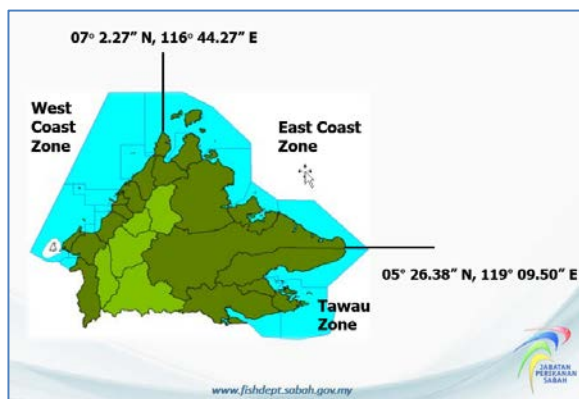 07° 2.27” N, 116° 44.27” E
West
Coast
Zone
East Coast
Zone
05° 26.38” N, 119° 09.50” E
Tawau
Zone
JABATAN
PERIKANAN
SABAH
www.fishdept.sabah.gov.my